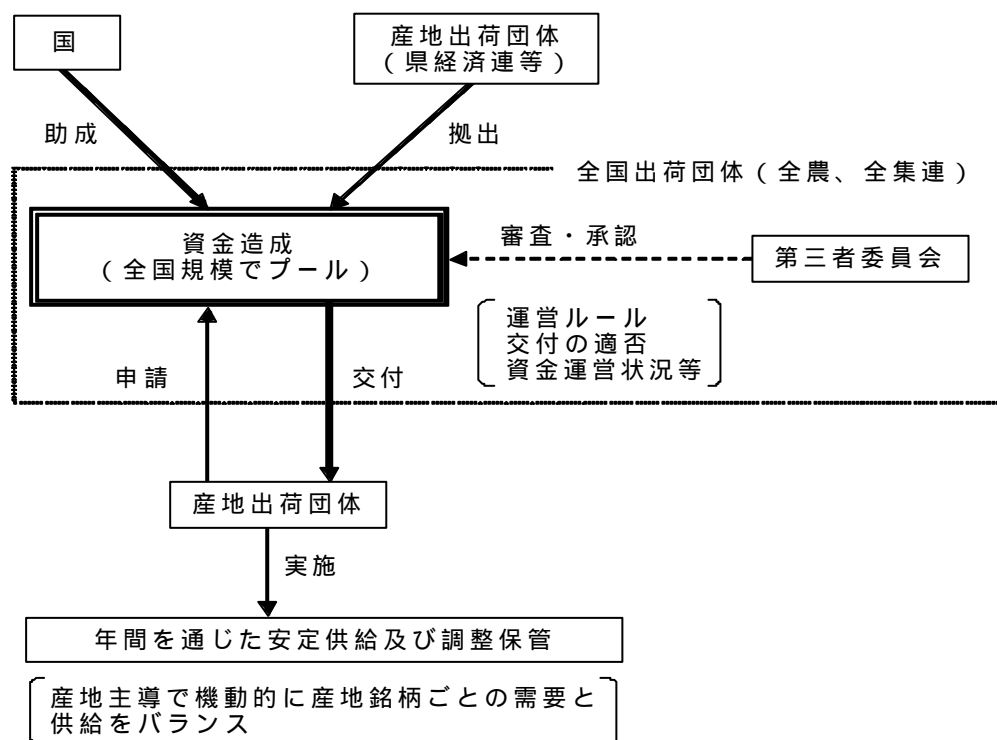 国
産地出荷団体
(県経済連等)
助成
拠出
全国出荷団体(全農、全集連)
資金造成
(全国規模でプール)
審査・承認
第三者委員会
運営ルール
交付の適否
資金運営状況等
申請
交付
産地出荷団体
実施
年間を通じた安定供給及び調整保管
産地主導で機動的に産地銘柄ごとの需要と
供給をバランス